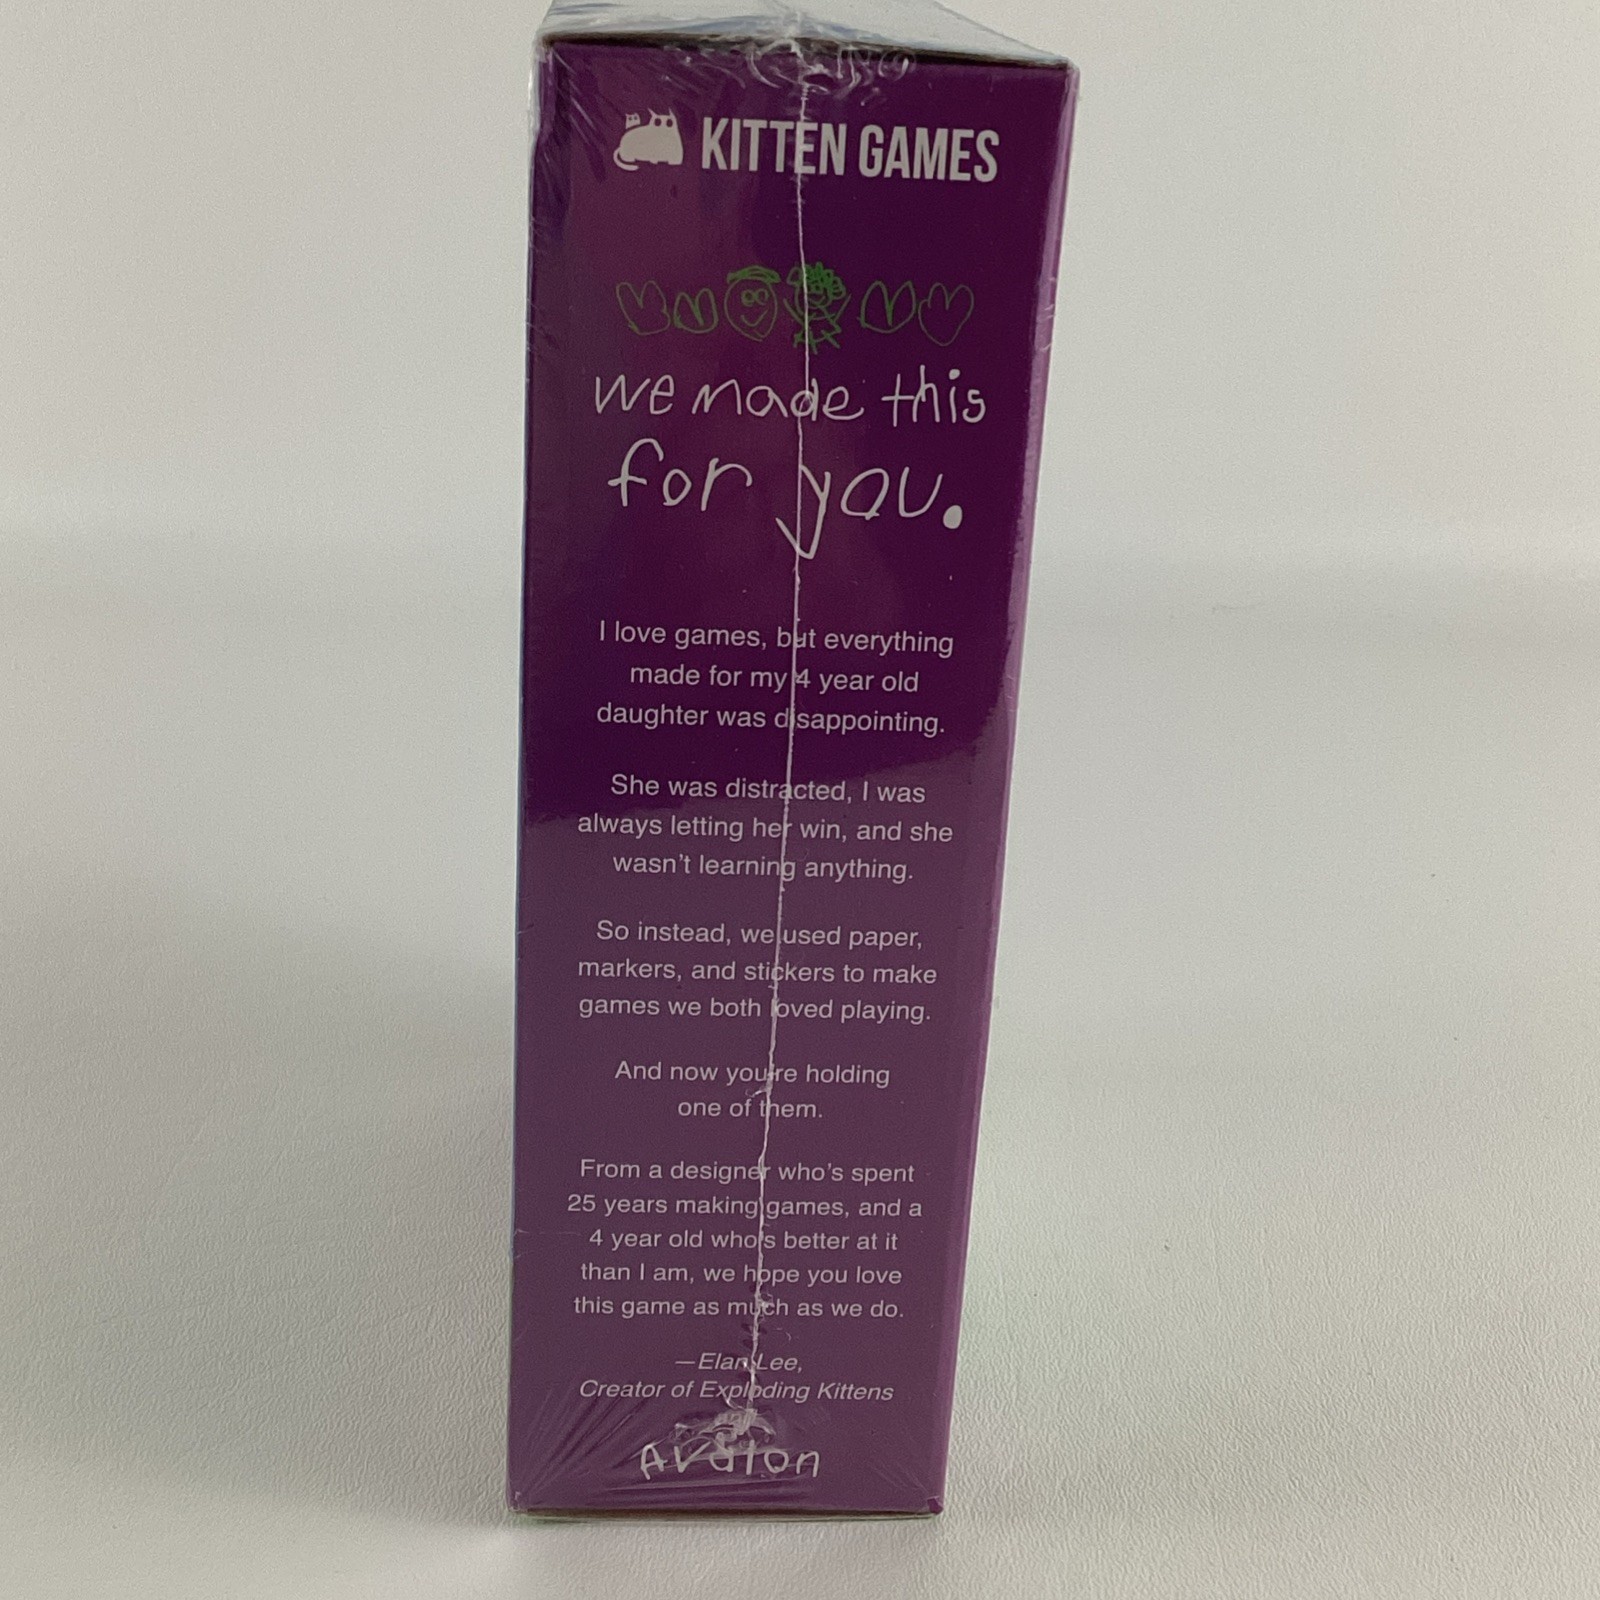 KITTEN GAMES
we made this
for you.
I love games, but everything
made for my 4 year old
daughter was disappointing.
She was distracted, I was
always letting her win, and she
wasn't learning anything.
So instead, we used paper,
markers, and stickers to make
games we both loved playing.
And now you're holding
one of them.
From a designer who's spent
25 years making games, and a
4 year old who's better at it
than I am, we hope you love
this game as much as we do.
—Elan Lee,
Creator of Exploding Kittens
and
Avalon